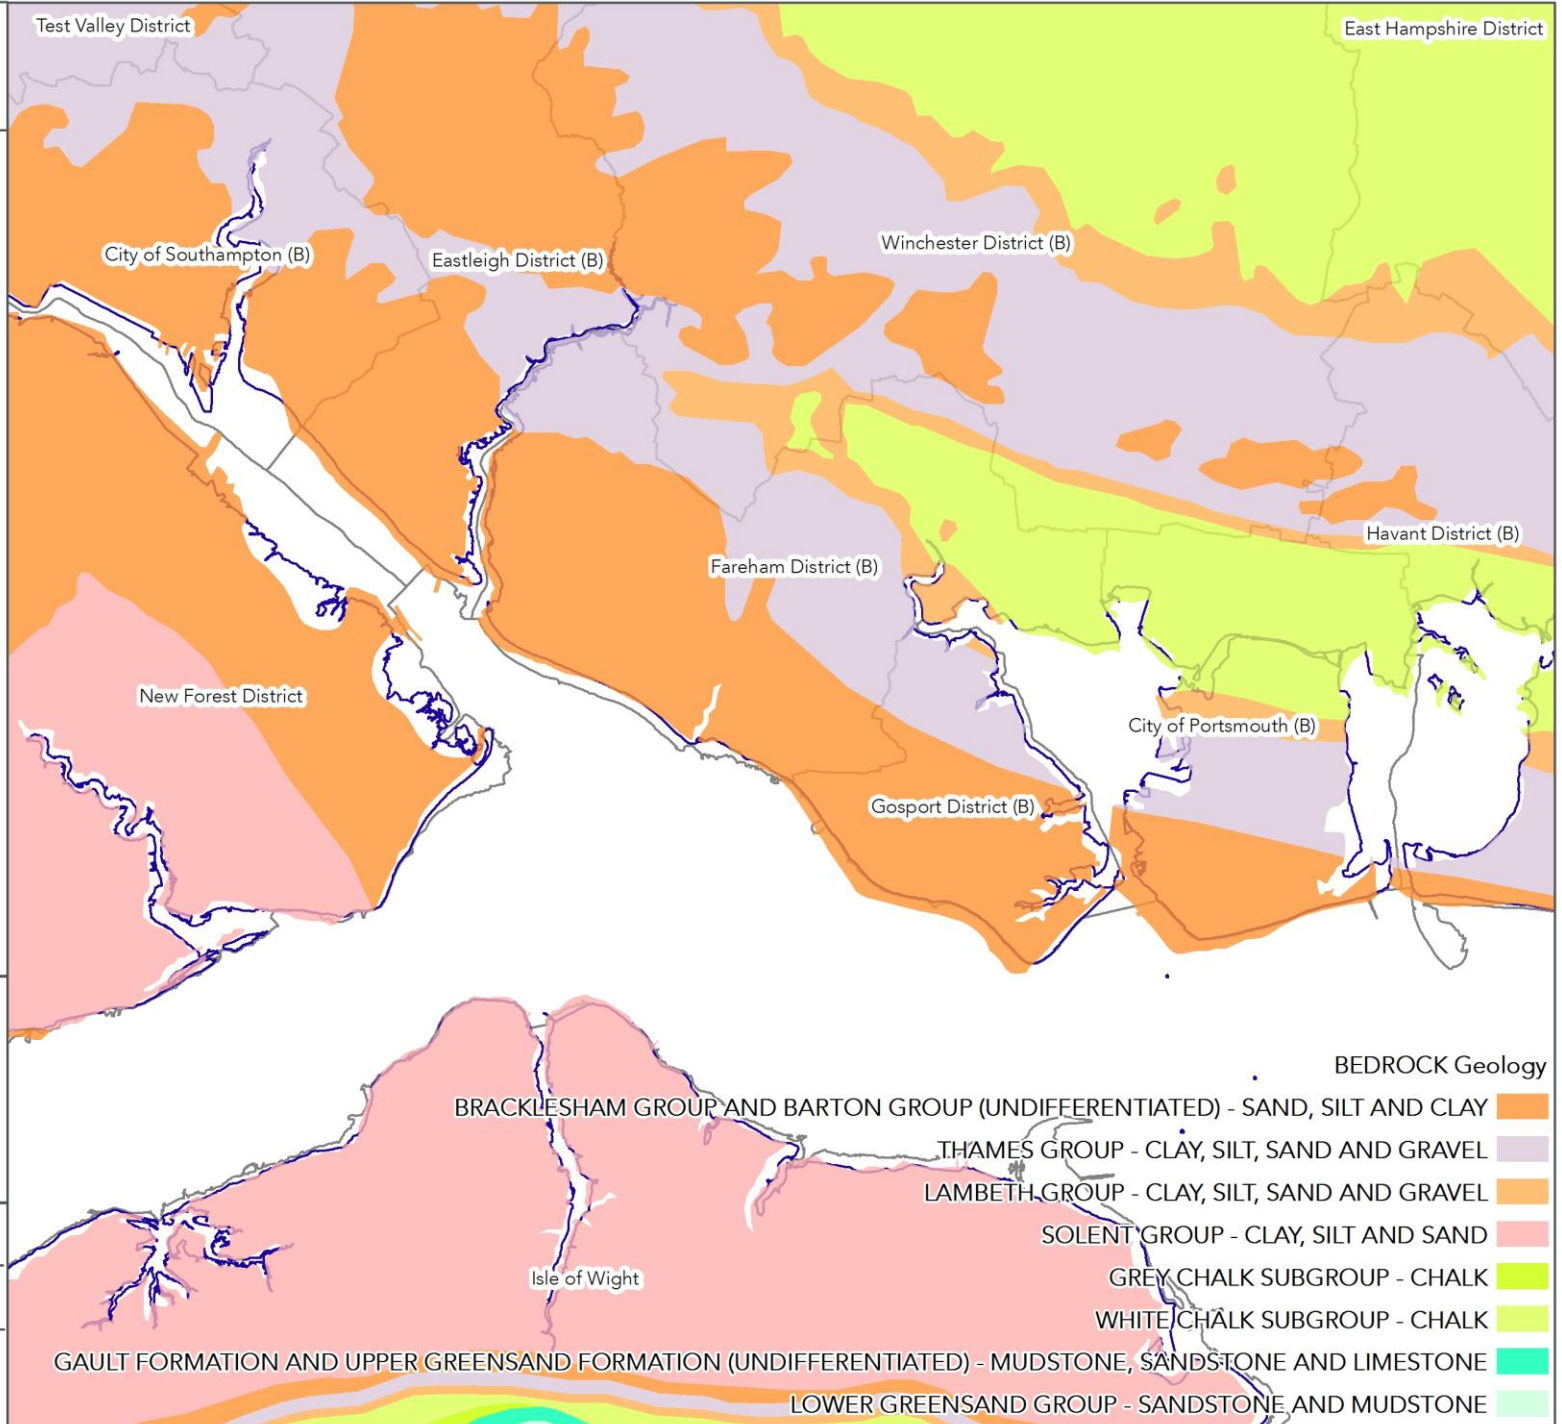 Test Valley District
East Hampshire District
Winchester District (B)
City of Southampton (B)
Eastleigh District (B)
Havant District (B)
Fareham District (B)
New Forest District
City of Portsmouth (B)
Gosport District (B)
BEDROCK Geology
BRACKLESHAM GROUP AND BARTON GROUP (UNDIFFERENTIATED) - SAND, SILT AND CLAY
THAMES GROUP - CLAY, SILT, SAND AND GRAVEL
LAMBETH GROUP - CLAY, SILT, SAND AND GRAVEL
SOLENT GROUP - CLAY, SILT AND SAND
Isle of Wight
GREY CHALK SUBGROUP - CHALK
WHITE CHALK SUBGROUP - CHALK
GAULT FORMATION AND UPPER GREENSAND FORMATION (UNDIFFERENTIATED) - MUDSTONE, SANDSTONE AND LIMESTONE
LOWER GREENSAND GROUP - SANDSTONE AND MUDSTONE